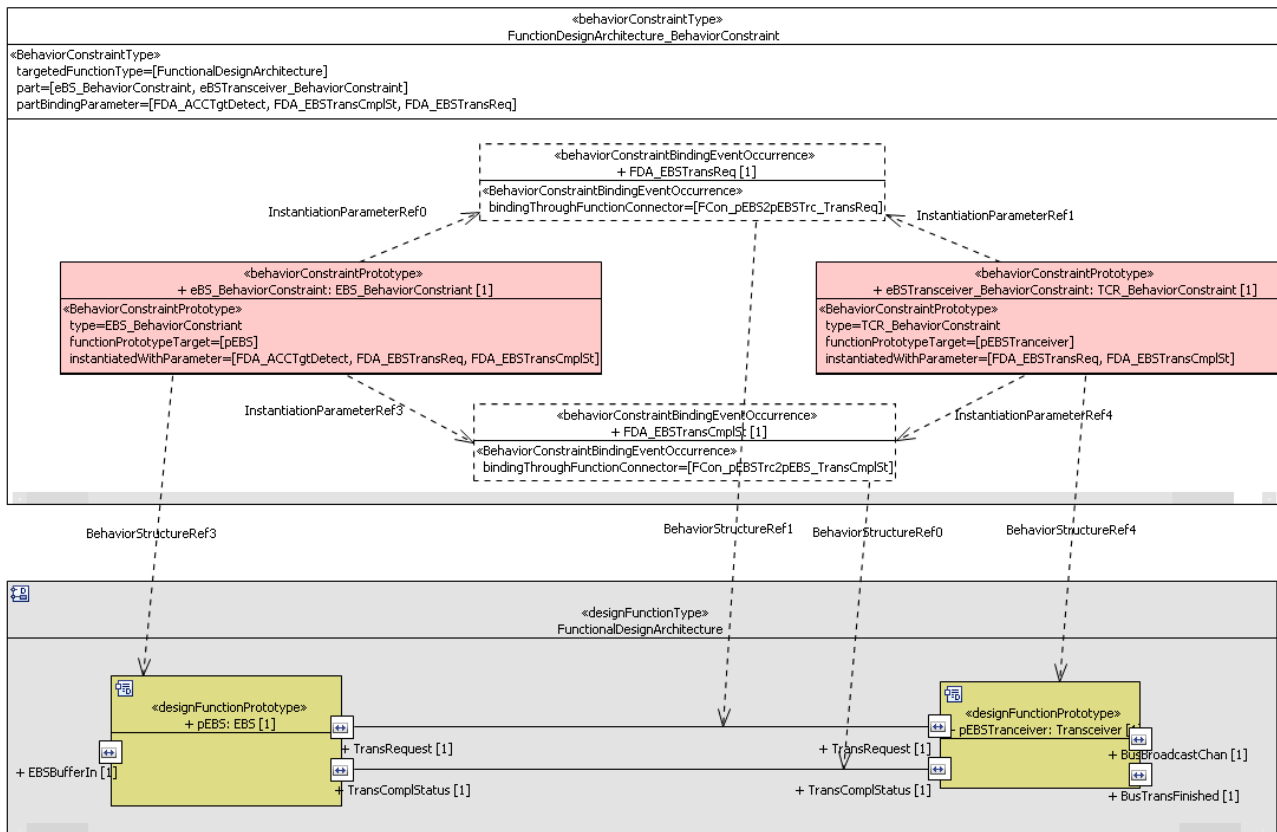 «behaviorConstraintType»
FunctionDesignArchitecture_BehaviorConstraint
«BehaviorConstraintType»
targetedFunctionType=[FunctionalDesignArchitecture]
part=[eBS_BehaviorConstraint, eBSTransceiver_BehaviorConstraint]
partBindingParameter=[FDA_ACCTgtDetect, FDA_EBSTransCmplSt, FDA_EBSTransReq]
«behaviorConstraintBindingEventOccurrence»
+ FDA_EBSTransReq [1]
«BehaviorConstraintBindingEventOccurrence»
bindingThroughFunctionConnector=[FCon_pEBS2pEBSTrc_TransReq]
InstantiationParameterRef0
InstantiationParameterRef1
«behaviorConstraintPrototype»
+ eBS_BehaviorConstraint: EBS_BehaviorConstriant [1]
«BehaviorConstraintPrototype»
type=EBS_BehaviorConstriant
functionPrototypeTarget=[pEBS]
instantiatedWithParameter=[FDA_ACCTgtDetect, FDA_EBSTransReq, FDA_EBSTransCmplSt]
«behaviorConstraintPrototype»
+ eBSTransceiver_BehaviorConstraint: TCR_BehaviorConstraint [1]
«BehaviorConstraintPrototype»
type=TCR_BehaviorConstraint
functionPrototypeTarget=[pEBSTranceiver]
instantiatedWithParameter=[FDA_EBSTransReq, FDA_EBSTransCmplSt]
InstantiationParameterRef3
InstantiationParameterRef4
«behaviorConstraintBindingEventOccurrence»
+ FDA_EBSTransCmplSt [1]
«BehaviorConstraintBindingEventOccurrence»
bindingThroughFunctionConnector=[FCon_pEBSTrc2pEBS_TransCmplSt]
BehaviorStructureRef3
BehaviorStructureRef1
BehaviorStructureRef0
BehaviorStructureRef4
«designFunctionType»
FunctionalDesignArchitecture
«designFunctionPrototype»
+ pEBS: EBS [1]
+ EBSBufferIn [1]
+ TransRequest [1]
+ TransComplStatus [1]
+ TransRequest [1]
+ TransComplStatus [1]
«designFunctionPrototype»
- pEBSTranceiver: Transceiver [1]
+ BusBroadcastChan [1]
+ BusTransFinished [1]